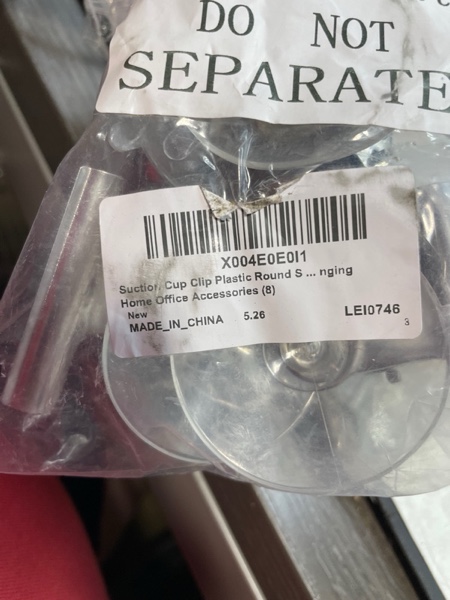 DO NOT
SEPARATE
X004E0E0I1
Suction Cup Clip Plastic Round S ... nging
Home Office Accessories (8)
New
MADE_IN_CHINA 5.26 LEI0746
3